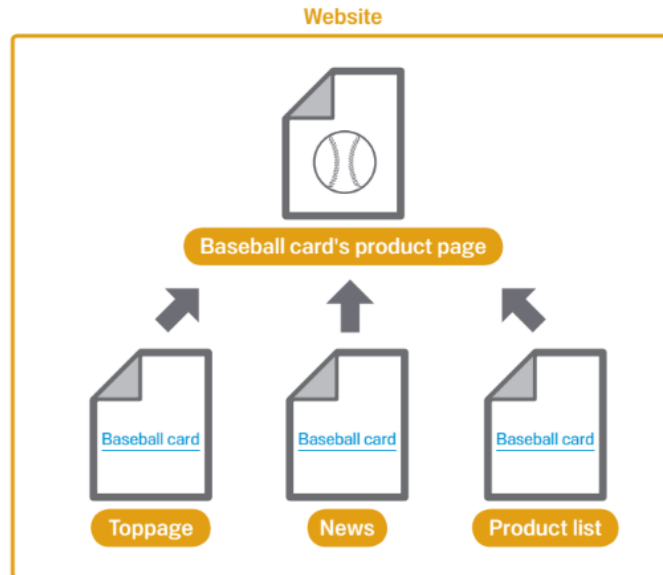 Website
Baseball card's product page
Baseball card
Baseball card
Baseball card
Toppage
News
Product list